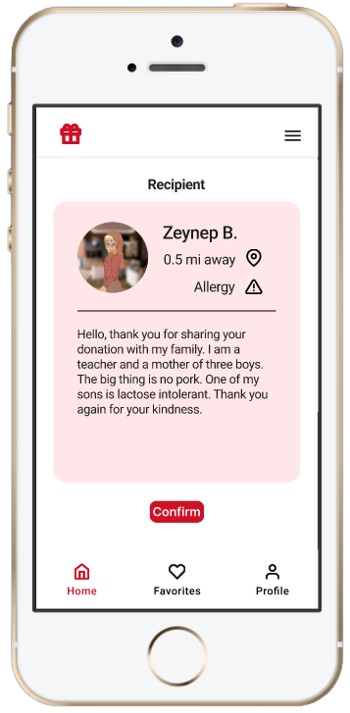 Recipient
Zeynep B.
0.5 mi away
Allergy
Hello, thank you for sharing your
donation with my family. I am a
teacher and a mother of three boys.
The big thing is no pork. One of my
sons is lactose intolerant. Thank you
again for your kindness.
Confirm
Home Favorites Profile